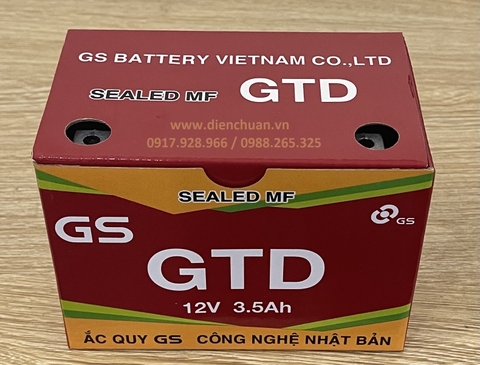 GS BATTERY VIETNAM CO.,LTD
SEALED MF GTD
www.dienchuan.vn
0917.928.966 / 0988.265.325
SEALED MF
GS
GS
GTD
12V 3.5Ah
ẮC QUY GS CÔNG NGHỆ NHẬT BẢN